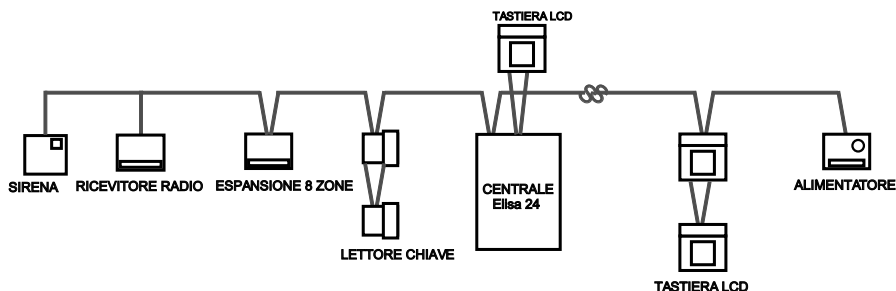 TASTIERA LCD
SIRENA
RICEVITORE RADIO
ESPANSIONE 8 ZONE
LETTORE CHIAVE
CENTRALE
Elisa 24
TASTIERA LCD
ALIMENTATORE